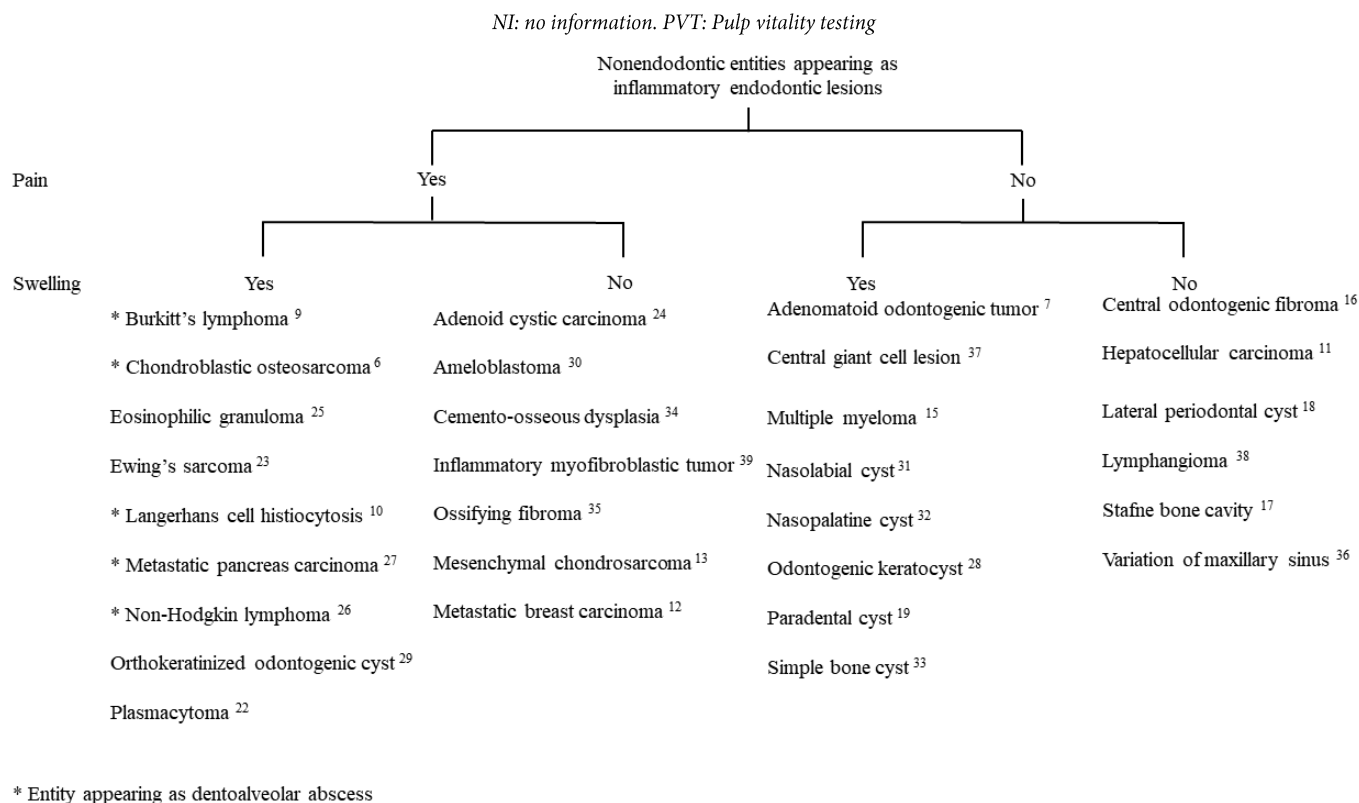 NI: no information. PVT: Pulp vitality testing
Nonendodontic entities appearing as
inflammatory endodontic lesions
Pain
Yes
No
Swelling
Yes
No
Yes
No
* Burkitt's lymphoma 9
* Chondroblastic osteosarcoma 6
Eosinophilic granuloma 25
Ewing's sarcoma 23
* Langerhans cell histiocytosis 10
* Metastatic pancreas carcinoma 27
* Non-Hodgkin lymphoma 26
Orthokeratinized odontogenic cyst 29
Plasmacytoma 22
Adenoid cystic carcinoma 24
Ameloblastoma 30
Cemento-osseous dysplasia 34
Inflammatory myofibroblastic tumor 39
Ossifying fibroma 35
Mesenchymal chondrosarcoma 13
Metastatic breast carcinoma 12
Adenomatoid odontogenic tumor 7
Central giant cell lesion 37
Multiple myeloma 15
Nasolabial cyst 31
Nasopalatine cyst 32
Odontogenic keratocyst 28
Paradental cyst 19
Simple bone cyst 33
Central odontogenic fibroma 16
Hepatocellular carcinoma 11
Lateral periodontal cyst 18
Lymphangioma 38
Stafne bone cavity 17
Variation of maxillary sinus 36
* Entity appearing as dentoalveolar abscess